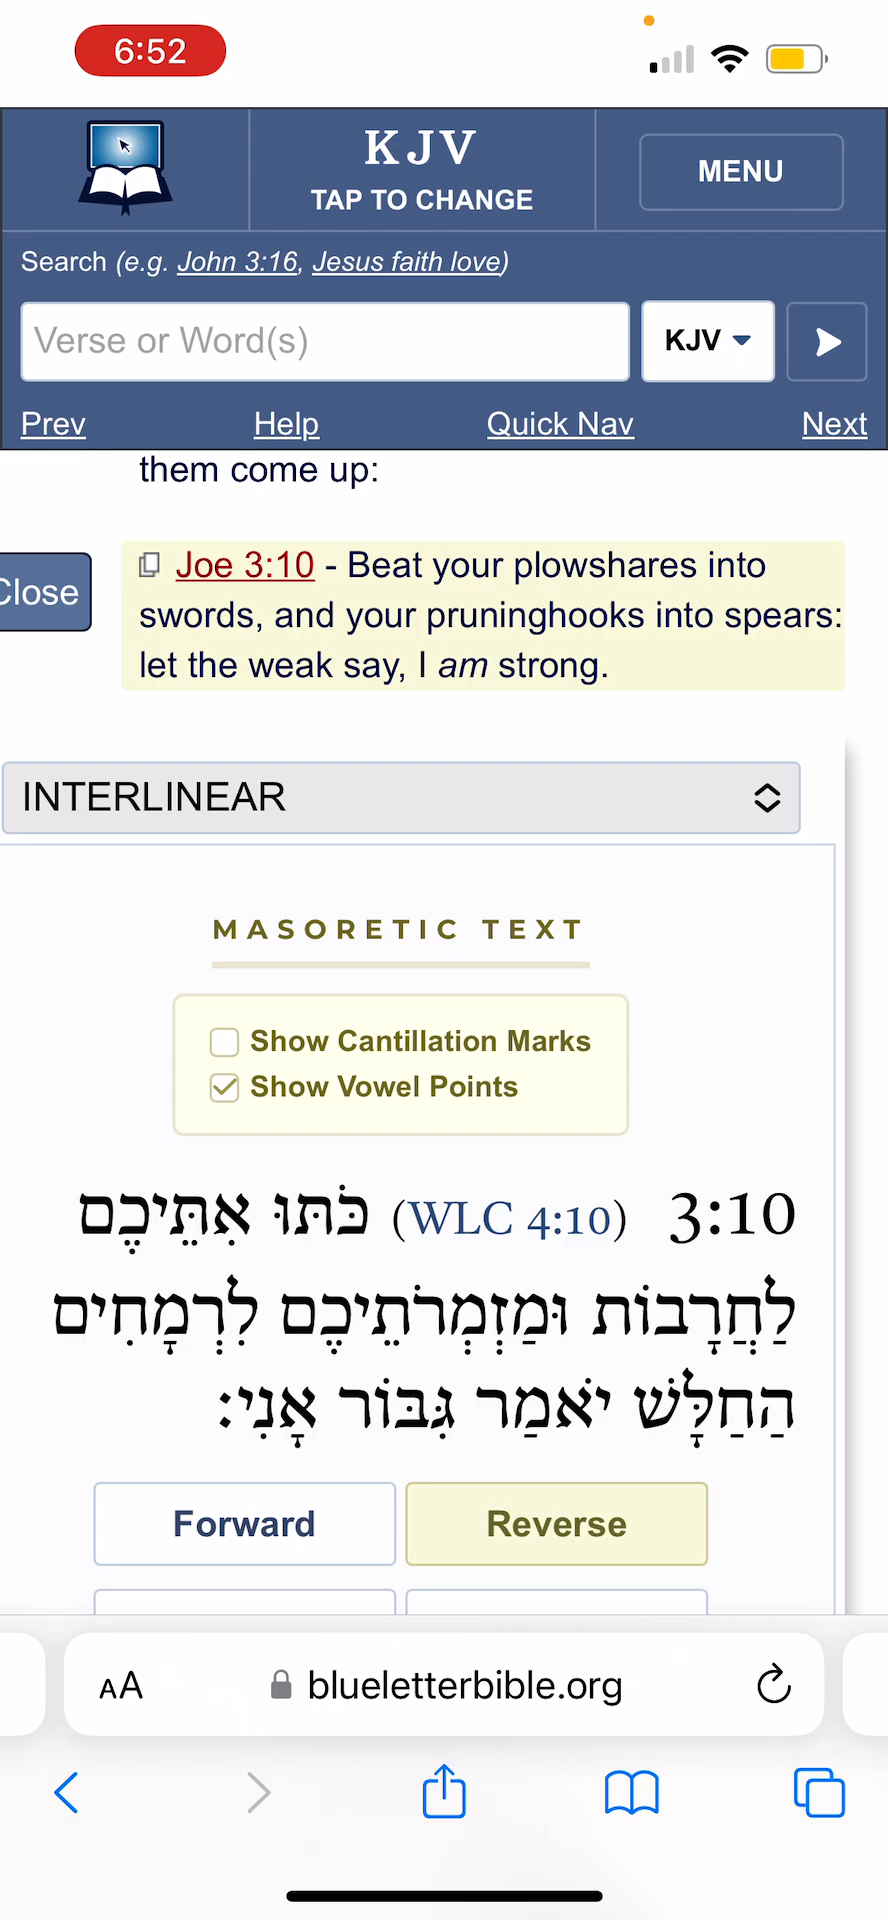 6:52
KJV
TAP TO CHANGE
MENU
Search (e.g. John 3:16, Jesus faith love)
Verse or Word(s)
KJV
Prev Help Quick Nav Next
them come up:
Close
Joe 3:10 - Beat your plowshares into
swords, and your pruninghooks into spears:
let the weak say, I am strong.
INTERLINEAR
MASORETIC TEXT
Show Cantillation Marks
Show Vowel Points
3:10 (WLC 4:10) כֹּתּוּ אִתֵּיכֶם
לַחֲרָבוֹת וּמַזְמְרֹתֵיכֶם לִרְמָחִים
הַחַלָּשׁ יֹאמַר גִּבּוֹר אָנִי׃
Forward Reverse
AA blueletterbible.org